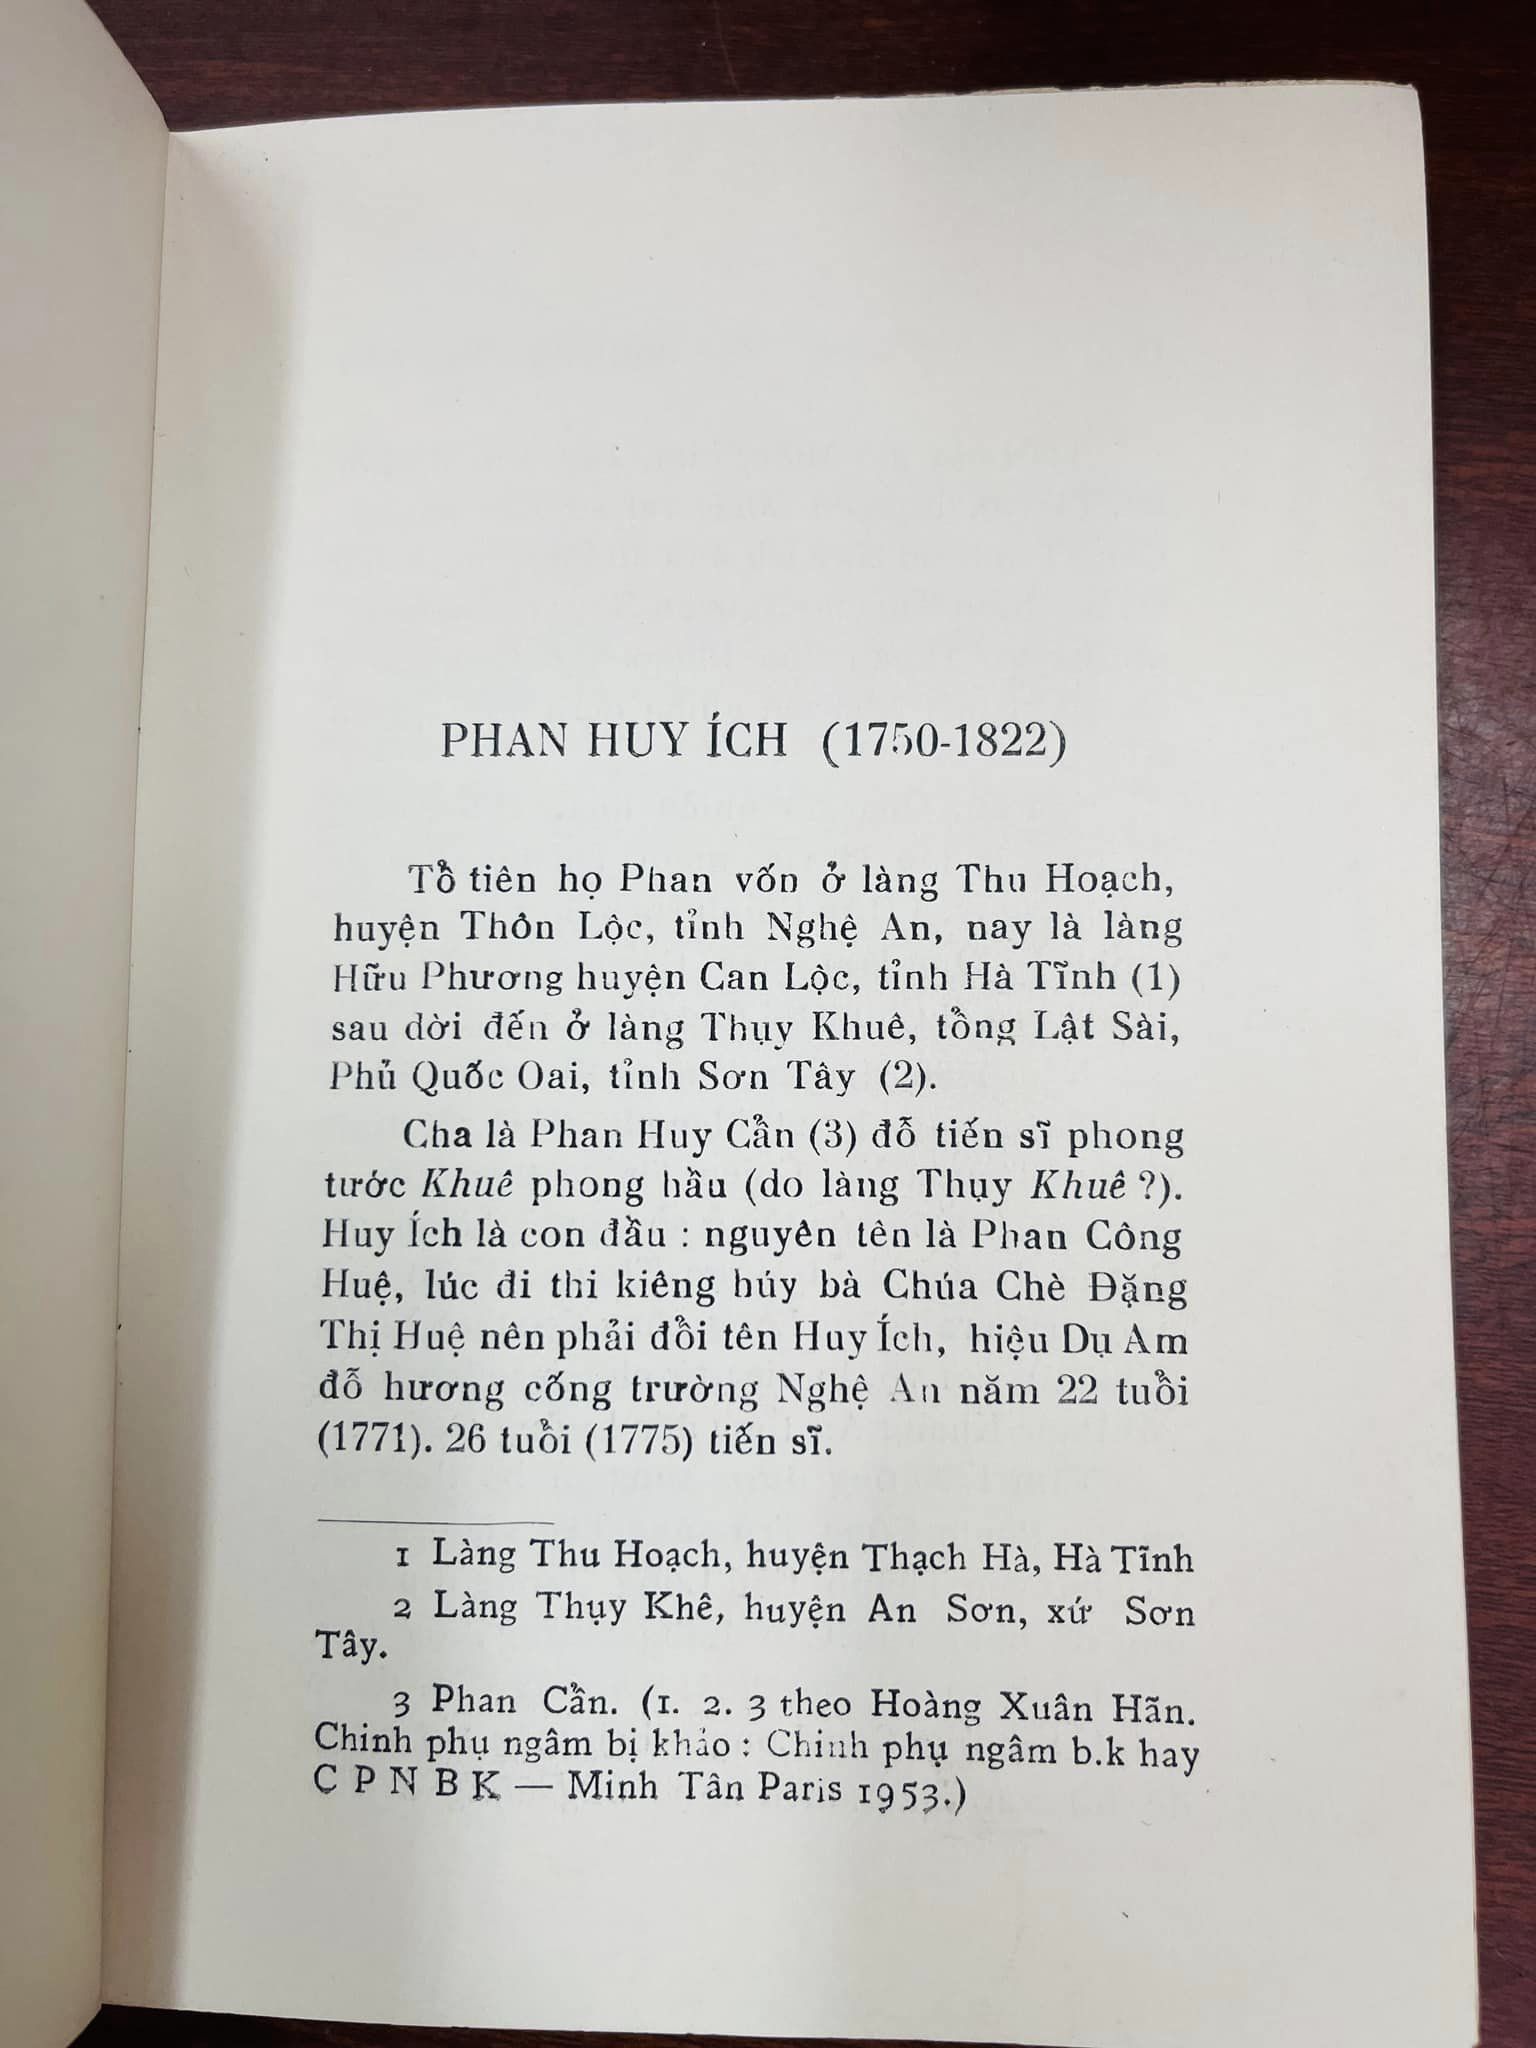 PHAN HUY ÍCH (1750-1822)
Tổ tiên họ Phan vốn ở làng Thu Hoạch,
huyện Thôn Lộc, tỉnh Nghệ An, nay là làng
Hữu Phương huyện Can Lộc, tỉnh Hà Tĩnh (1)
sau dời đến ở làng Thụy Khuê, tổng Lật Sài,
Phủ Quốc Oai, tỉnh Sơn Tây (2).
Cha là Phan Huy Cẩn (3) đỗ tiến sĩ phong
tước Khuê phong hầu (do làng Thụy Khuê ?).
Huy Ích là con đầu : nguyên tên là Phan Công
Huệ, lúc đi thi kiêng húy bà Chúa Chè Đặng
Thị Huệ nên phải đổi tên Huy Ích, hiệu Dụ Am
đỗ hương cống trường Nghệ An năm 22 tuổi
(1771). 26 tuổi (1775) tiến sĩ.
1 Làng Thu Hoạch, huyện Thạch Hà, Hà Tĩnh
2 Làng Thụy Khê, huyện An Sơn, xứ Sơn
Tây.
3 Phan Cẩn. (1. 2. 3 theo Hoàng Xuân Hãn.
Chinh phụ ngâm bị khảo : Chinh phụ ngâm b.k hay
C P N B K — Minh Tân Paris 1953.)